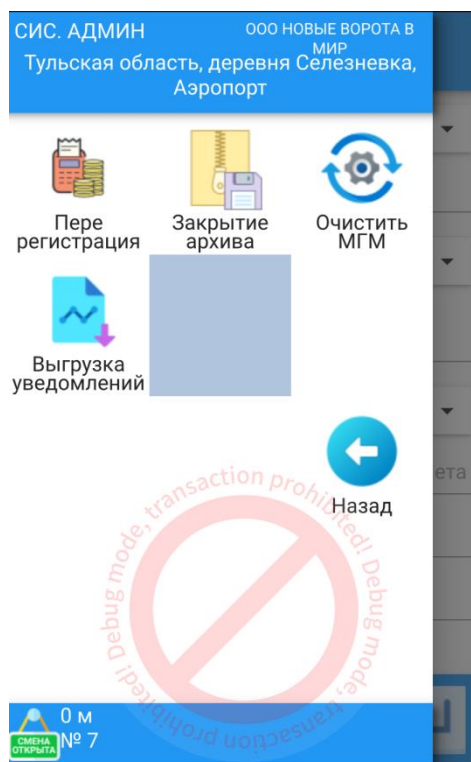 СИС. АДМИН
ООО НОВЫЕ ВОРОТА В
МИР
Тульская область, деревня Селезневка,
Аэропорт
Пере
регистрация
Закрытие
архива
Очистить
МГМ
Выгрузка
уведомлений
Назад
ета
Debug mode, transaction prohibited! Debug mode, transaction prohibited!
0 м
№ 7
СМЕНА
ОТКРЫТА